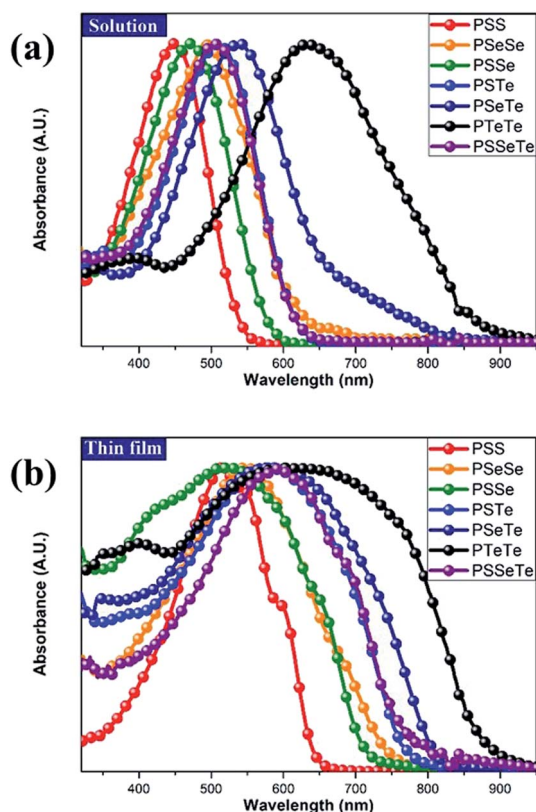 (a)
Solution
PSS
PSeSe
PSSe
PSTe
PSeTe
PTeTe
PSSeTe
Absorbance (A.U.)
400 500 600 700 800 900
Wavelength (nm)
(b)
Thin film
PSS
PSeSe
PSSe
PSTe
PSeTe
PTeTe
PSSeTe
Absorbance (A.U.)
400 500 600 700 800 900
Wavelength (nm)